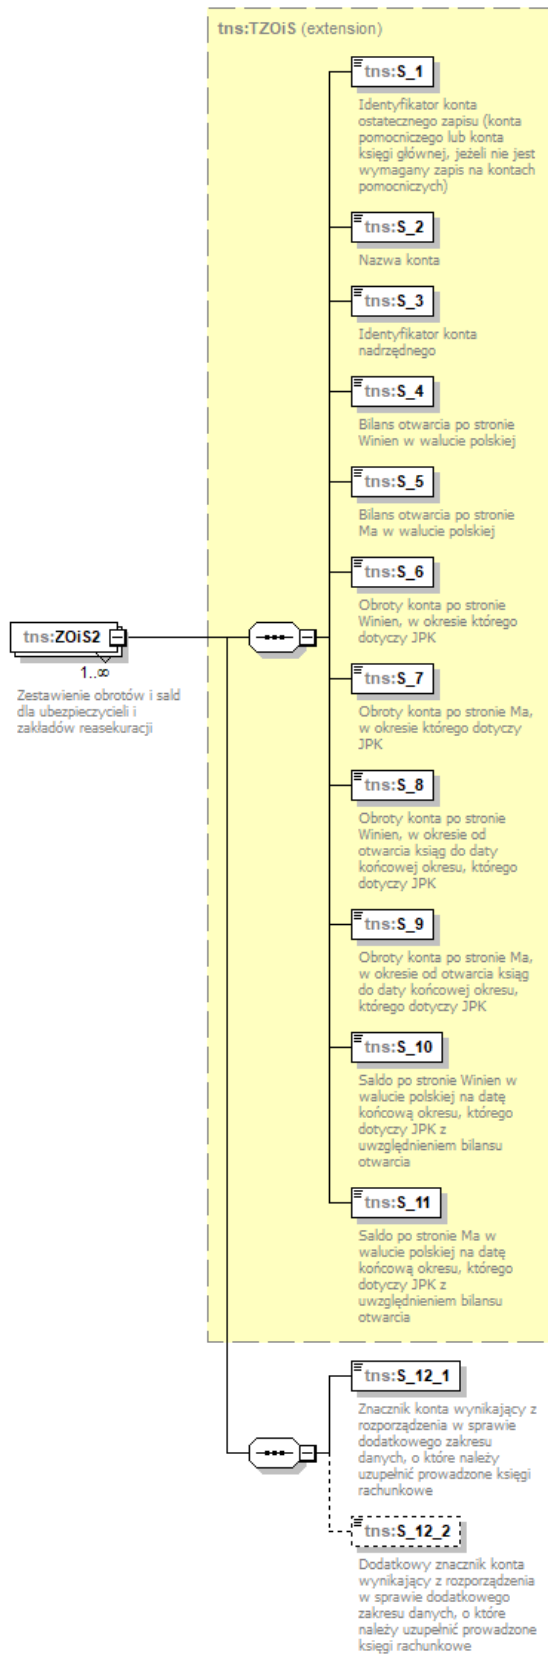 tns:TZOiS (extension)
tns:S_1
Identyfikator konta
ostatecznego zapisu (konta
pomocniczego lub konta
księgi głównej, jeżeli nie jest
wymagany zapis na kontach
pomocniczych)
tns:S_2
Nazwa konta
tns:S_3
Identyfikator konta
nadrzędnego
tns:S_4
Bilans otwarcia po stronie
Winien w walucie polskiej
tns:S_5
Bilans otwarcia po stronie
Ma w walucie polskiej
tns:S_6
Obroty konta po stronie
Winien, w okresie którego
dotyczy JPK
tns:ZOiS2
1..∞
Zestawienie obrotów i sald
dla ubezpieczycieli i
zakładów reasekuracji
tns:S_7
Obroty konta po stronie Ma,
w okresie którego dotyczy
JPK
tns:S_8
Obroty konta po stronie
Winien, w okresie od
otwarcia ksiąg do daty
końcowej okresu, którego
dotyczy JPK
tns:S_9
Obroty konta po stronie Ma,
w okresie od otwarcia ksiąg
do daty końcowej okresu,
którego dotyczy JPK
tns:S_10
Saldo po stronie Winien w
walucie polskiej na datę
końcową okresu, którego
dotyczy JPK z
uwzględnieniem bilansu
otwarcia
tns:S_11
Saldo po stronie Ma w
walucie polskiej na datę
końcową okresu, którego
dotyczy JPK z
uwzględnieniem bilansu
otwarcia
tns:S_12_1
Znacznik konta wynikający z
rozporządzenia w sprawie
dodatkowego zakresu
danych, o które należy
uzupełnić prowadzone księgi
rachunkowe
tns:S_12_2
Dodatkowy znacznik konta
wynikający z rozporządzenia
w sprawie dodatkowego
zakresu danych, o które
należy uzupełnić prowadzone
księgi rachunkowe